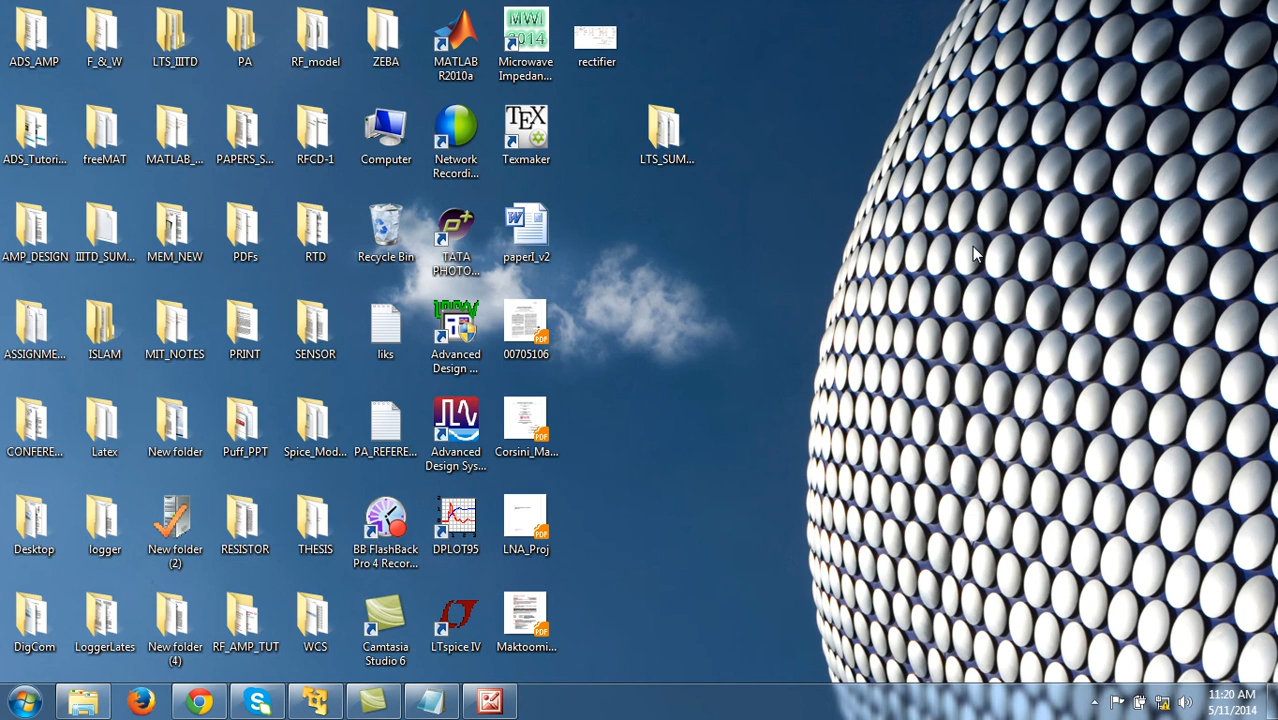 ADS_AMP
F_&_W
LTS_IIITD
PA
RF_model
ZEBA
MATLAB
R2010a
MWI
2014
Microwave
Impedan...
rectifier
ADS_Tutori...
freeMAT
MATLAB_...
PAPERS_S...
RFCD-1
Computer
Network
Recordi...
TEX
Texmaker
LTS_SUM...
AMP_DESIGN
IIITD_SUM...
MEM_NEW
PDFs
RTD
Recycle Bin
TATA
PHOTO...
paperI_v2
ASSIGNME...
ISLAM
MIT_NOTES
PRINT
SENSOR
liks
Advanced
Design ...
PDF
00705106
CONFERE...
Latex
New folder
Puff_PPT
Spice_Mod...
PA_REFERE...
Advanced
Design Sys...
PDF
Corsini_Ma...
Desktop
logger
New folder
(2)
RESISTOR
THESIS
BB FlashBack
Pro 4 Recor...
DPLOT95
PDF
LNA_Proj
DigCom
LoggerLates
New folder
(4)
RF_AMP_TUT
WCS
Camtasia
Studio 6
LTspice IV
PDF
Maktoomi...
11:20 AM
5/11/2014